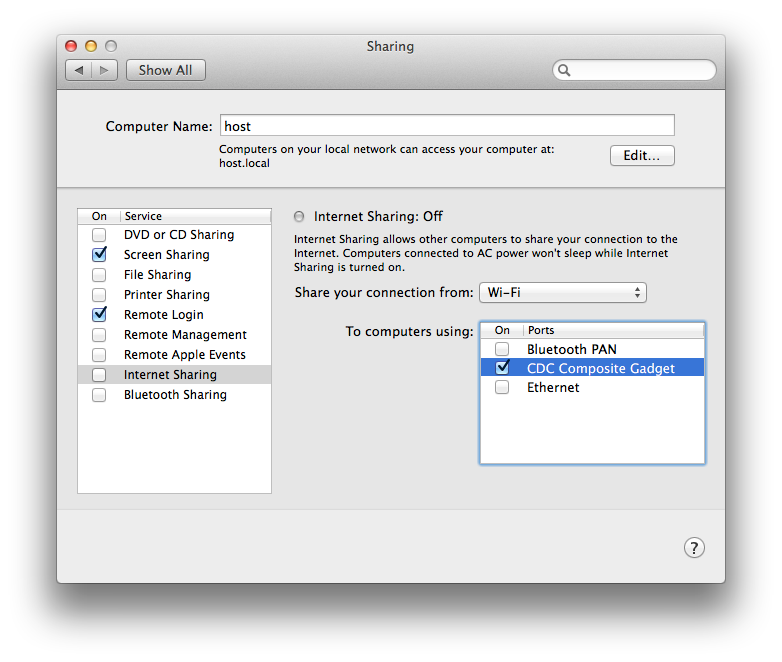 Sharing
Show All
Computer Name: host
Computers on your local network can access your computer at:
host.local
Edit...
On Service
DVD or CD Sharing
Screen Sharing
File Sharing
Printer Sharing
Remote Login
Remote Management
Remote Apple Events
Internet Sharing
Bluetooth Sharing
Internet Sharing: Off
Internet Sharing allows other computers to share your connection to the
Internet. Computers connected to AC power won't sleep while Internet
Sharing is turned on.
Share your connection from: Wi-Fi
To computers using:
On Ports
Bluetooth PAN
CDC Composite Gadget
Ethernet
?